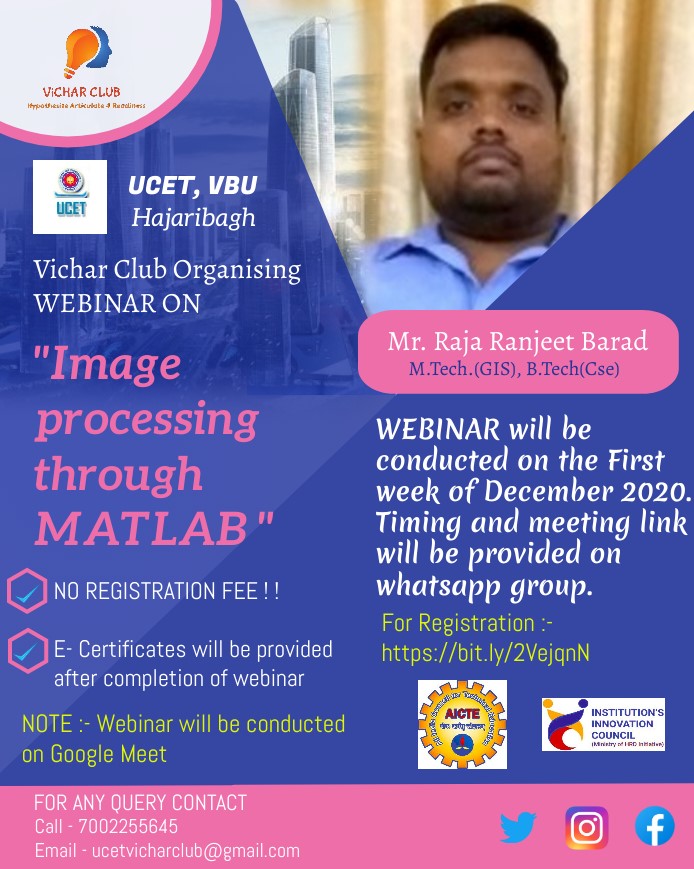 ViCHAR CLUB
Hypothesize Articulate & Readiness
UCET
UCET, VBU
Hajaribagh
Vichar Club Organising
WEBINAR ON
"Image
processing
through
MATLAB"
NO REGISTRATION FEE ! !
E- Certificates will be provided
after completion of webinar
NOTE :- Webinar will be conducted
on Google Meet
Mr. Raja Ranjeet Barad
M.Tech.(GIS), B.Tech(Cse)
WEBINAR will be
conducted on the First
week of December 2020.
Timing and meeting link
will be provided on
whatsapp group.
For Registration :-
https://bit.ly/2VejqnN
AICTE
INSTITUTION'S
INNOVATION
COUNCIL
(Ministry of HRD Initiative)
FOR ANY QUERY CONTACT
Call - 7002255645
Email - ucetvicharclub@gmail.com